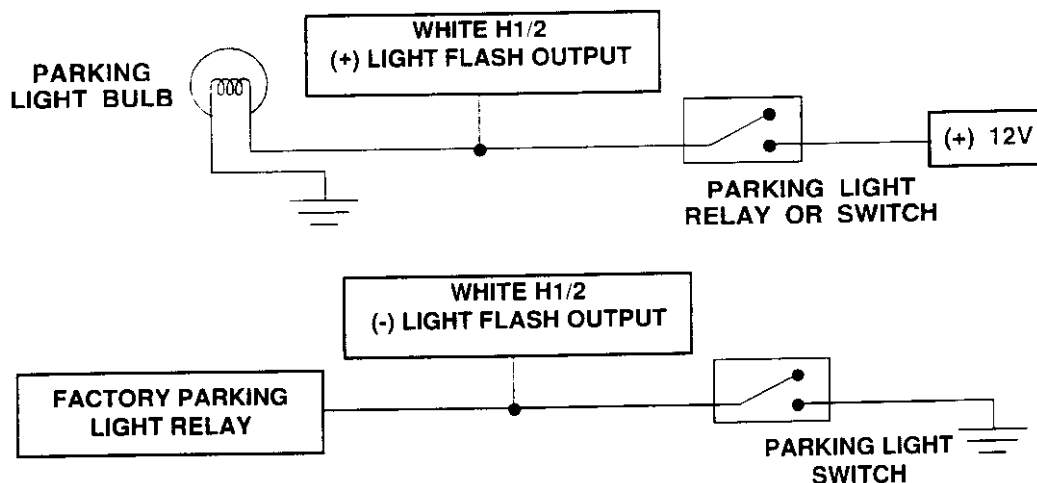 WHITE H1/2
(+) LIGHT FLASH OUTPUT
PARKING
LIGHT BULB
(+) 12V
PARKING LIGHT
RELAY OR SWITCH
WHITE H1/2
(-) LIGHT FLASH OUTPUT
FACTORY PARKING
LIGHT RELAY
PARKING LIGHT
SWITCH